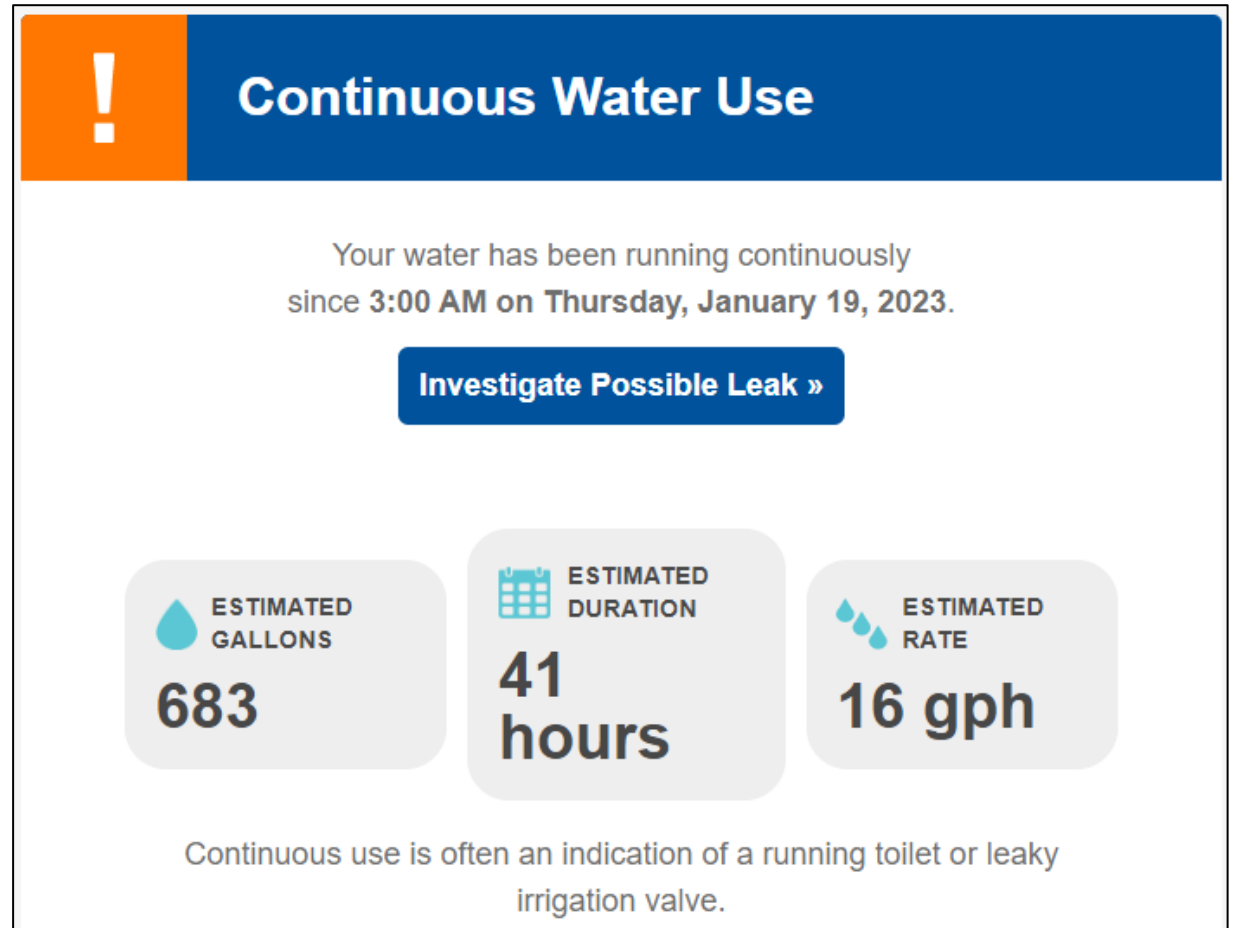 !
Continuous Water Use
Your water has been running continuously
since 3:00 AM on Thursday, January 19, 2023.
Investigate Possible Leak »
ESTIMATED
GALLONS
683
ESTIMATED
DURATION
41
hours
ESTIMATED
RATE
16 gph
Continuous use is often an indication of a running toilet or leaky
irrigation valve.